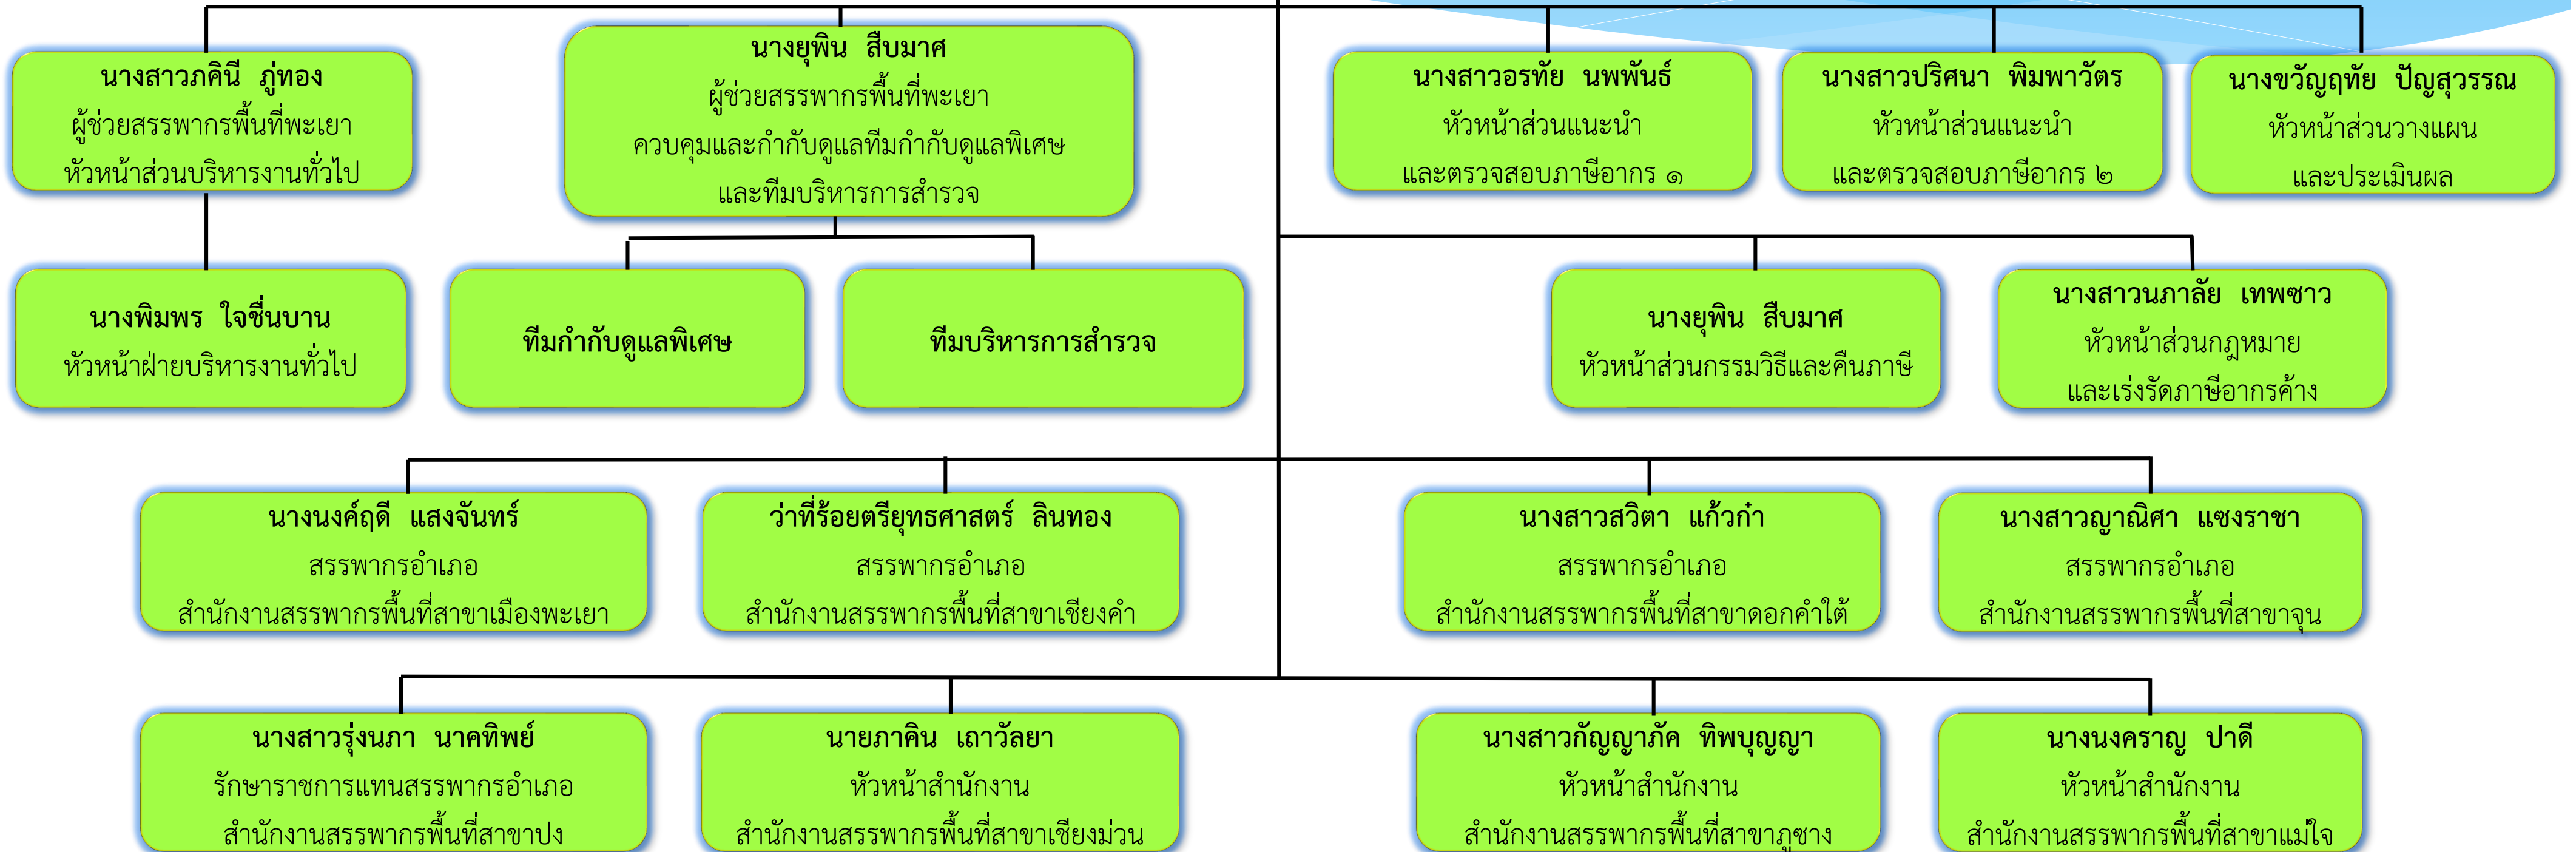 นางสาวภคินี ภู่ทอง
ผู้ช่วยสรรพากรพื้นที่พะเยา
หัวหน้าส่วนบริหารงานทั่วไป
นางยุพิน สืบมาศ
ผู้ช่วยสรรพากรพื้นที่พะเยา
ควบคุมและกำกับดูแลทีมกำกับดูแลพิเศษ
และทีมบริหารการสำรวจ
นางสาวอรทัย นพพันธ์
หัวหน้าส่วนแนะนำ
และตรวจสอบภาษีอากร ๑
นางสาวปริศนา พิมพาวัตร
หัวหน้าส่วนแนะนำ
และตรวจสอบภาษีอากร ๒
นางขวัญฤทัย ปัญสุวรรณ
หัวหน้าส่วนวางแผน
และประเมินผล
นางพิมพร ใจชื่นบาน
หัวหน้าฝ่ายบริหารงานทั่วไป
ทีมกำกับดูแลพิเศษ
ทีมบริหารการสำรวจ
นางยุพิน สืบมาศ
หัวหน้าส่วนกรรมวิธีและคืนภาษี
นางสาวนภาลัย เทพซาว
หัวหน้าส่วนกฎหมาย
และเร่งรัดภาษีอากรค้าง
นางนงค์ฤดี แสงจันทร์
สรรพากรอำเภอ
สำนักงานสรรพากรพื้นที่สาขาเมืองพะเยา
ว่าที่ร้อยตรียุทธศาสตร์ ลินทอง
สรรพากรอำเภอ
สำนักงานสรรพากรพื้นที่สาขาเชียงคำ
นางสาวสวิตา แก้วก๋า
สรรพากรอำเภอ
สำนักงานสรรพากรพื้นที่สาขาดอกคำใต้
นางสาวญาณิศา แซงราชา
สรรพากรอำเภอ
สำนักงานสรรพากรพื้นที่สาขาจุน
นางสาวรุ่งนภา นาคทิพย์
รักษาราชการแทนสรรพากรอำเภอ
สำนักงานสรรพากรพื้นที่สาขาปง
นายภาคิน เถาวัลยา
หัวหน้าสำนักงาน
สำนักงานสรรพากรพื้นที่สาขาเชียงม่วน
นางสาวกัญญาภัค ทิพบุญญา
หัวหน้าสำนักงาน
สำนักงานสรรพากรพื้นที่สาขาภูซาง
นางนงคราญ ปาดี
หัวหน้าสำนักงาน
สำนักงานสรรพากรพื้นที่สาขาแม่ใจ